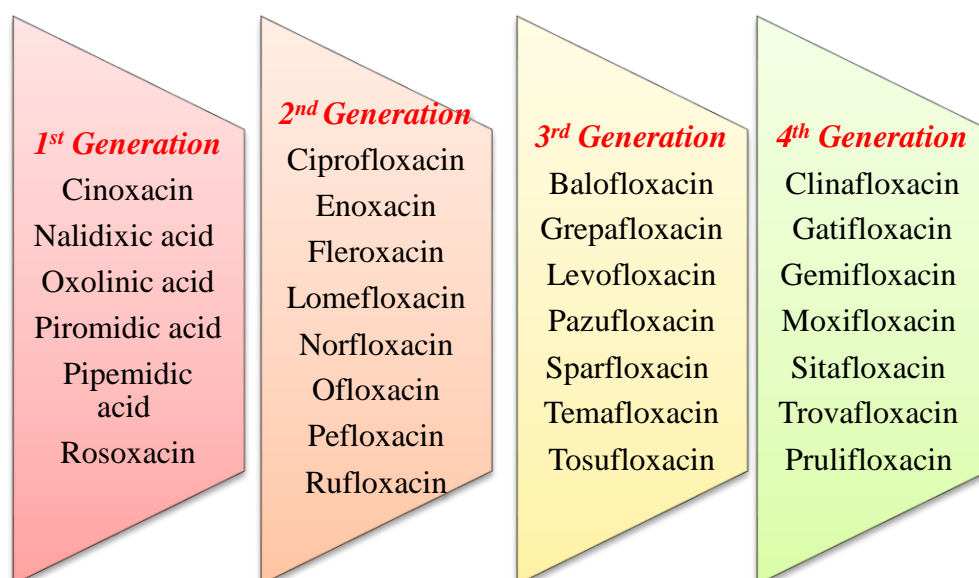 1st Generation
Cinoxacin
Nalidixic acid
Oxolinic acid
Piromidic acid
Pipemidic
acid
Rosoxacin
2nd Generation
Ciprofloxacin
Enoxacin
Fleroxacin
Lomefloxacin
Norfloxacin
Ofloxacin
Pefloxacin
Rufloxacin
3rd Generation
Balofloxacin
Grepafloxacin
Levofloxacin
Pazufloxacin
Sparfloxacin
Temafloxacin
Tosufloxacin
4th Generation
Clinafloxacin
Gatifloxacin
Gemifloxacin
Moxifloxacin
Sitafloxacin
Trovafloxacin
Prulifloxacin